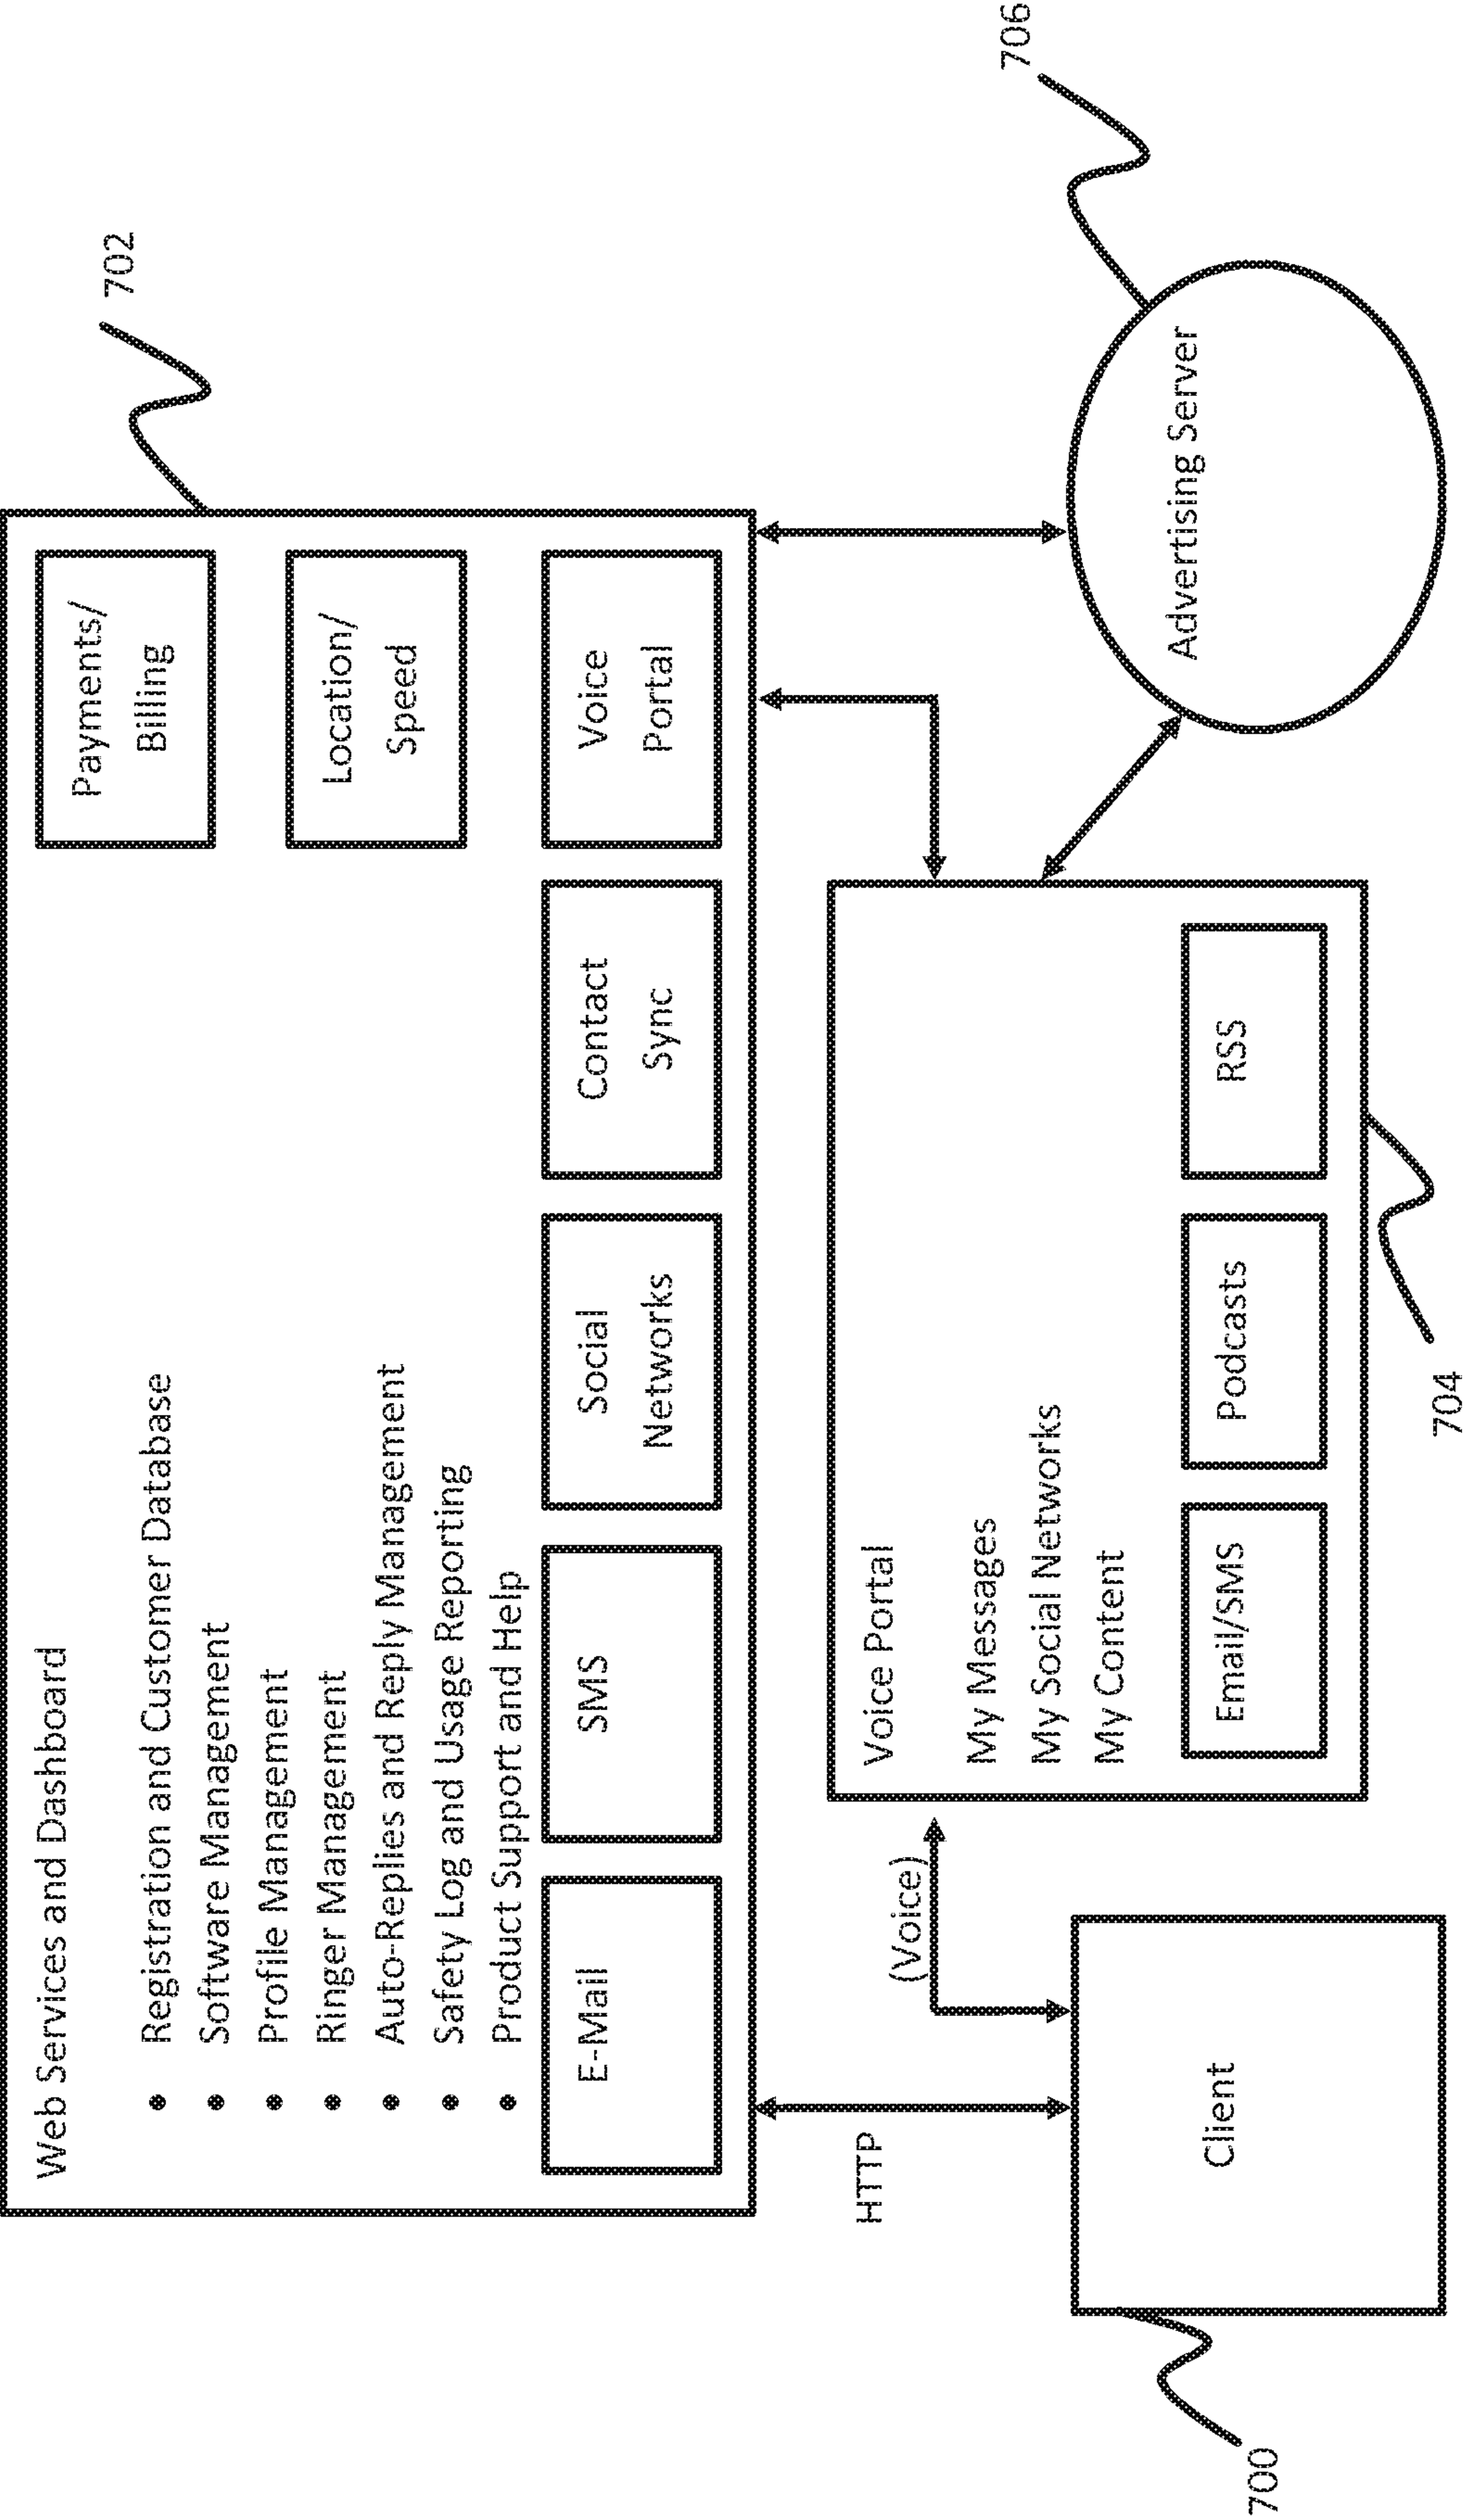 702
Web Services and Dashboard
• Registration and Customer Database
• Software Management
• Profile Management
• Ringer Management
• Auto-Replies and Reply Management
• Safety Log and Usage Reporting
• Product Support and Help
Payments/
Billing
Location/
Speed
E-Mail
SMS
Social
Networks
Contact
Sync
Voice
Portal
HTTP
(Voice)
Voice Portal
My Messages
My Social Networks
My Content
Email/SMS
Podcasts
RSS
706
Client
Advertising Server
700
704